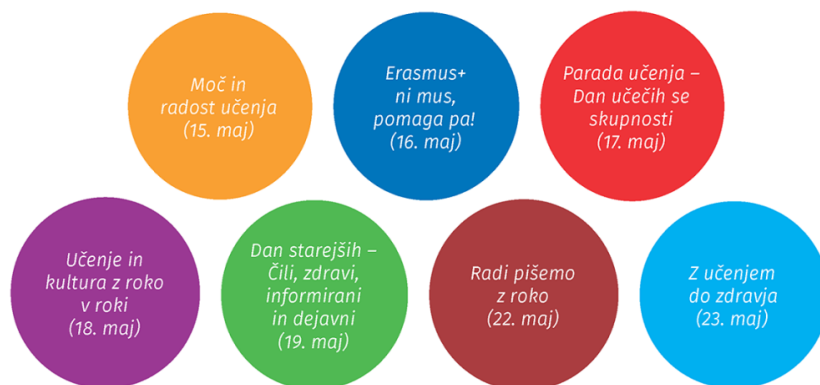 Moč in
radost učenja
(15. maj)
Erasmus+
ni mus,
pomaga pa!
(16. maj)
Parada učenja –
Dan učečih se
skupnosti
(17. maj)
Učenje in
kultura z roko
v roki
(18. maj)
Dan starejših –
Čili, zdravi,
informirani
in dejavni
(19. maj)
Radi pišemo
z roko
(22. maj)
Z učenjem
do zdravja
(23. maj)